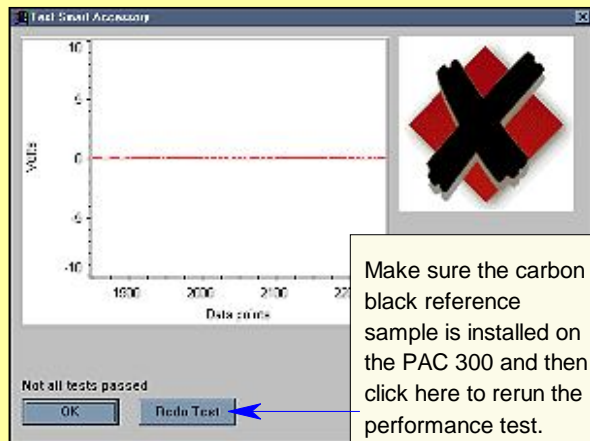 Test Smart Accessory
10
5
0
-5
-10
Volts
1900
2000
2100
Data points
Not all tests passed
OK
Redo Test
Make sure the carbon
black reference
sample is installed on
the PAC 300 and then
click here to rerun the
performance test.